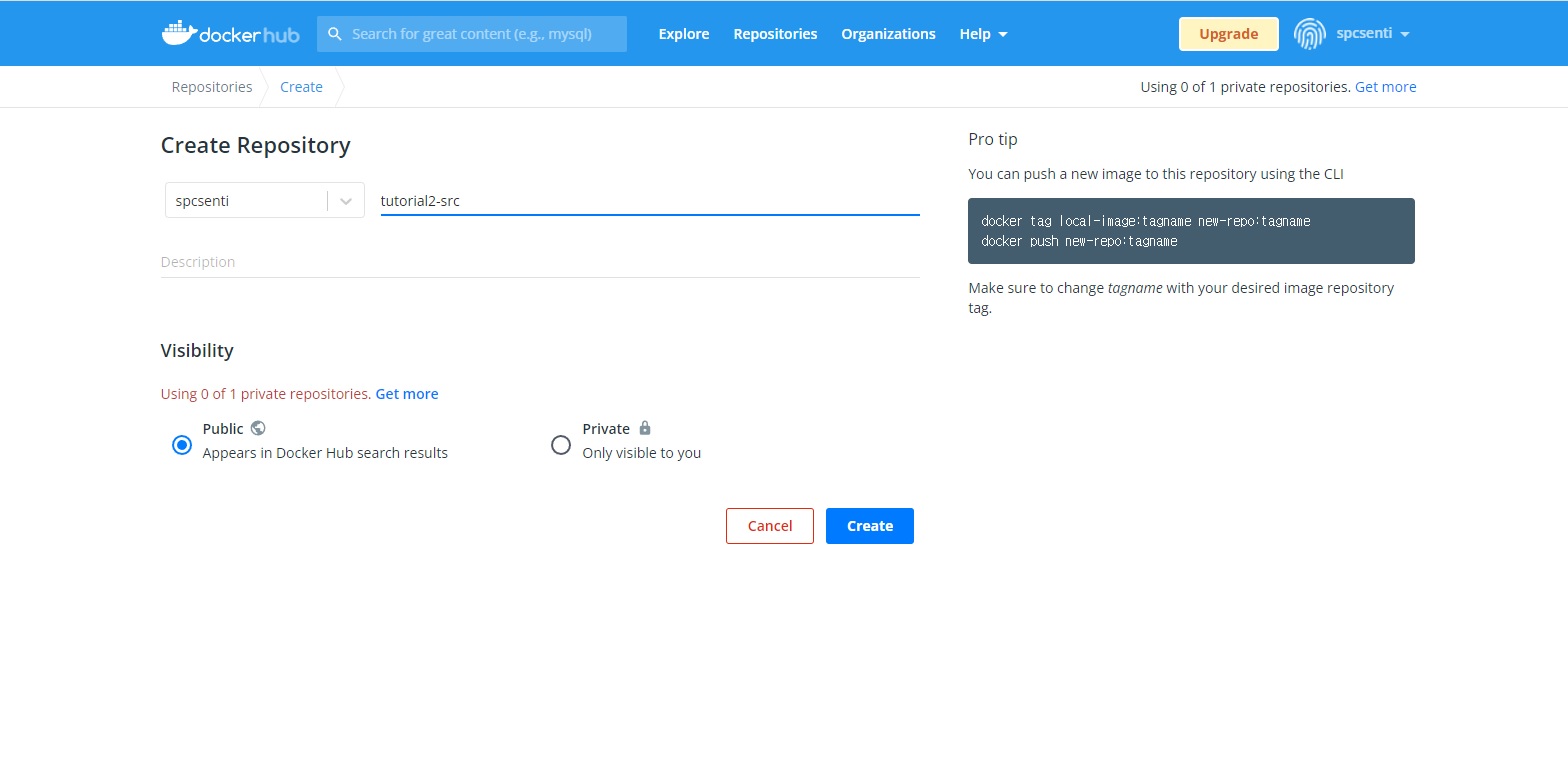 dockerhub Search for great content (e.g., mysql) Explore Repositories Organizations Help Upgrade spcsenti
Repositories Create Using 0 of 1 private repositories. Get more
Create Repository
spcsenti tutorial2-src
Description
Visibility
Using 0 of 1 private repositories. Get more
Public
Appears in Docker Hub search results
Private
Only visible to you
Cancel Create
Pro tip
You can push a new image to this repository using the CLI
docker tag local-image:tagname new-repo:tagname
docker push new-repo:tagname
Make sure to change tagname with your desired image repository
tag.